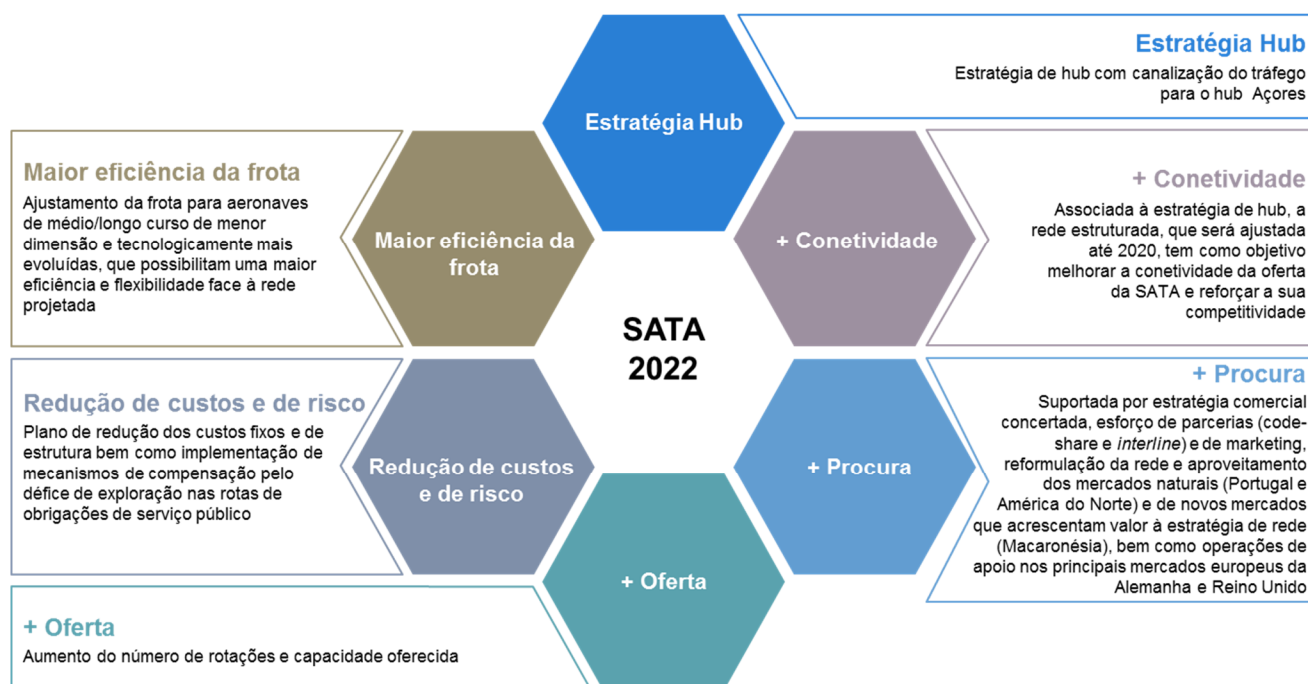 Estratégia Hub
Estratégia Hub
Estratégia de hub com canalização do tráfego
para o hub Açores
Maior eficiência da frota
Ajustamento da frota para aeronaves
de médio/longo curso de menor
dimensão e tecnologicamente mais
evoluídas, que possibilitam uma maior
eficiência e flexibilidade face à rede
projetada
Maior eficiência da
frota
+ Conetividade
+ Conetividade
Associada à estratégia de hub, a
rede estruturada, que será ajustada
até 2020, tem como objetivo
melhorar a conetividade da oferta
da SATA e reforçar a sua
competitividade
SATA
2022
Redução de custos e de risco
Plano de redução dos custos fixos e de
estrutura bem como implementação de
mecanismos de compensação pelo
défice de exploração nas rotas de
obrigações de serviço público
Redução de custos
e de risco
+ Procura
+ Procura
Suportada por estratégia comercial
concertada, esforço de parcerias (code-
share e interline) e de marketing,
reformulação da rede e aproveitamento
dos mercados naturais (Portugal e
América do Norte) e de novos mercados
que acrescentam valor à estratégia de rede
(Macaronésia), bem como operações de
apoio nos principais mercados europeus da
Alemanha e Reino Unido
+ Oferta
+ Oferta
Aumento do número de rotações e capacidade oferecida